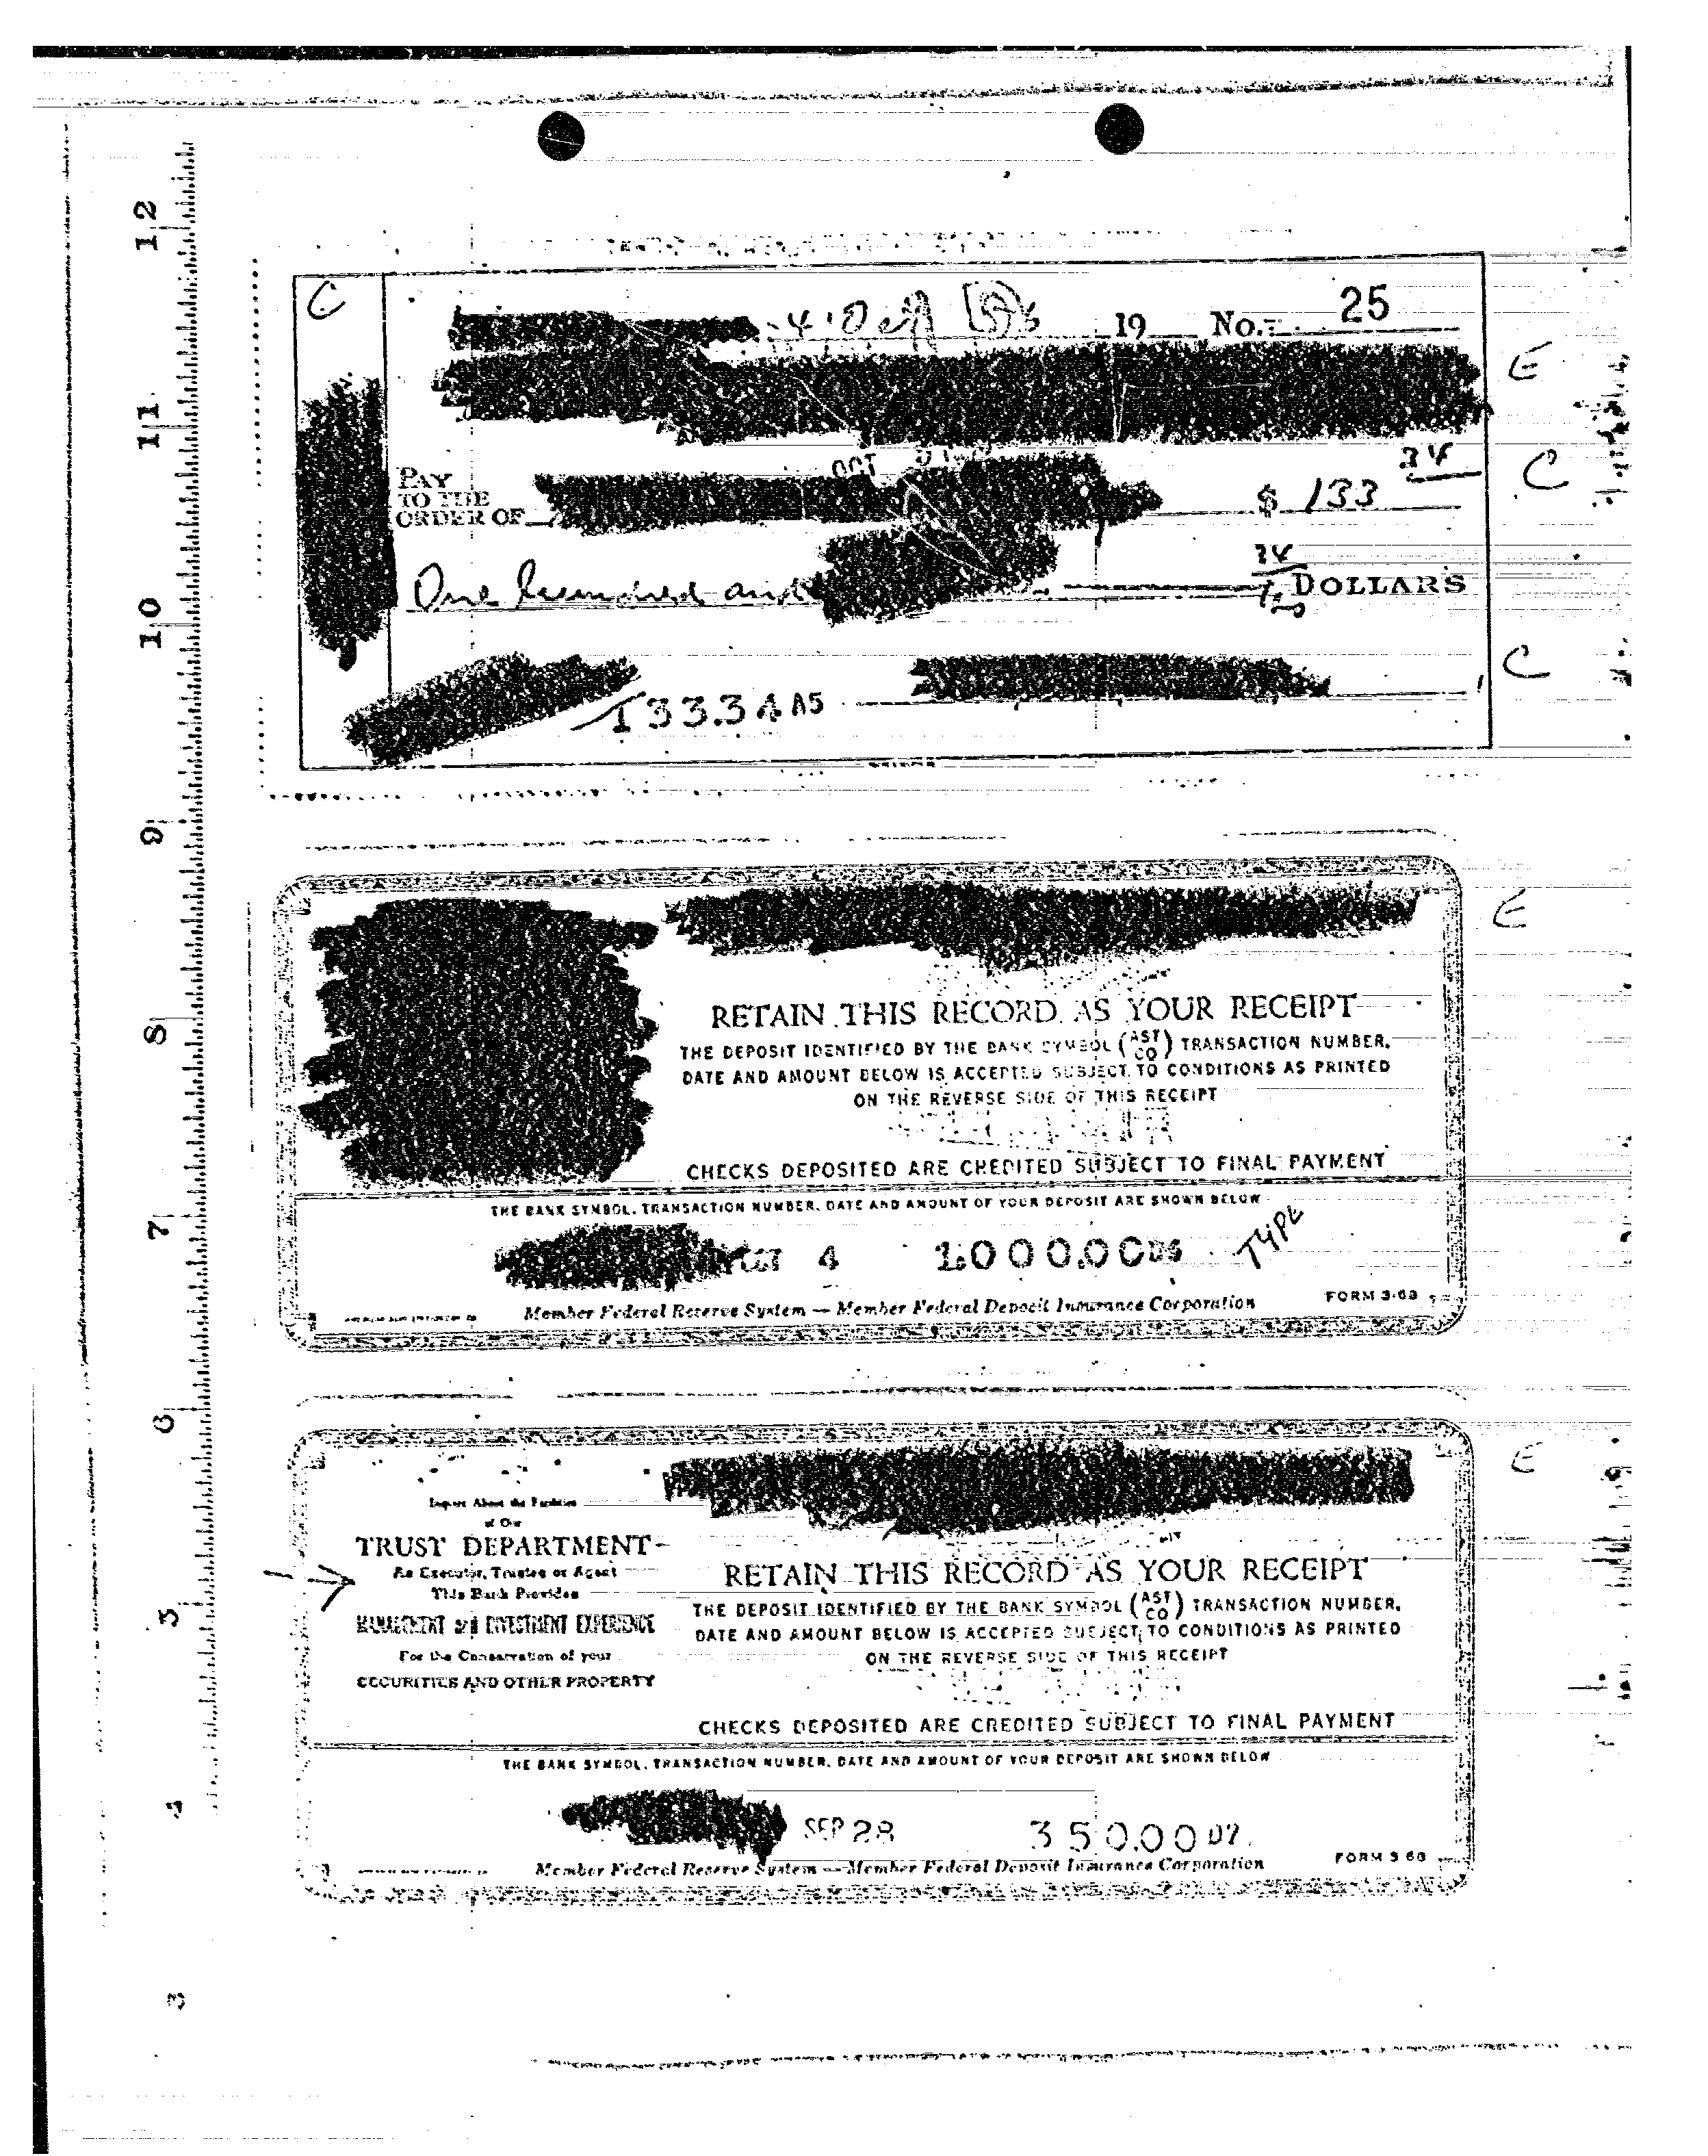 C
19 No. 25
E
OCT
PAY
TO THE
ORDER OF $ 133 34
C
One hundred and 34 DOLLARS
C
133.34 A5
E
RETAIN THIS RECORD AS YOUR RECEIPT
THE DEPOSIT IDENTIFIED BY THE BANK SYMBOL (AST CO) TRANSACTION NUMBER,
DATE AND AMOUNT BELOW IS ACCEPTED SUBJECT TO CONDITIONS AS PRINTED
ON THE REVERSE SIDE OF THIS RECEIPT
CHECKS DEPOSITED ARE CREDITED SUBJECT TO FINAL PAYMENT
THE BANK SYMBOL, TRANSACTION NUMBER, DATE AND AMOUNT OF YOUR DEPOSIT ARE SHOWN BELOW
OCT 4 1,000.00 TYPE
Member Federal Reserve System — Member Federal Deposit Insurance Corporation FORM 3-63
E
Inquire About the Facilities
of Our
TRUST DEPARTMENT
As Executor, Trustee or Agent
This Bank Provides
MANAGEMENT and INVESTMENT EXPERIENCE
For the Conservation of your
SECURITIES AND OTHER PROPERTY
RETAIN THIS RECORD AS YOUR RECEIPT
THE DEPOSIT IDENTIFIED BY THE BANK SYMBOL (AST CO) TRANSACTION NUMBER,
DATE AND AMOUNT BELOW IS ACCEPTED SUBJECT TO CONDITIONS AS PRINTED
ON THE REVERSE SIDE OF THIS RECEIPT
CHECKS DEPOSITED ARE CREDITED SUBJECT TO FINAL PAYMENT
THE BANK SYMBOL, TRANSACTION NUMBER, DATE AND AMOUNT OF YOUR DEPOSIT ARE SHOWN BELOW
SEP 28 350.00 07
Member Federal Reserve System — Member Federal Deposit Insurance Corporation FORM 3 63
12
11
10
9
8
7
6
5
4
3